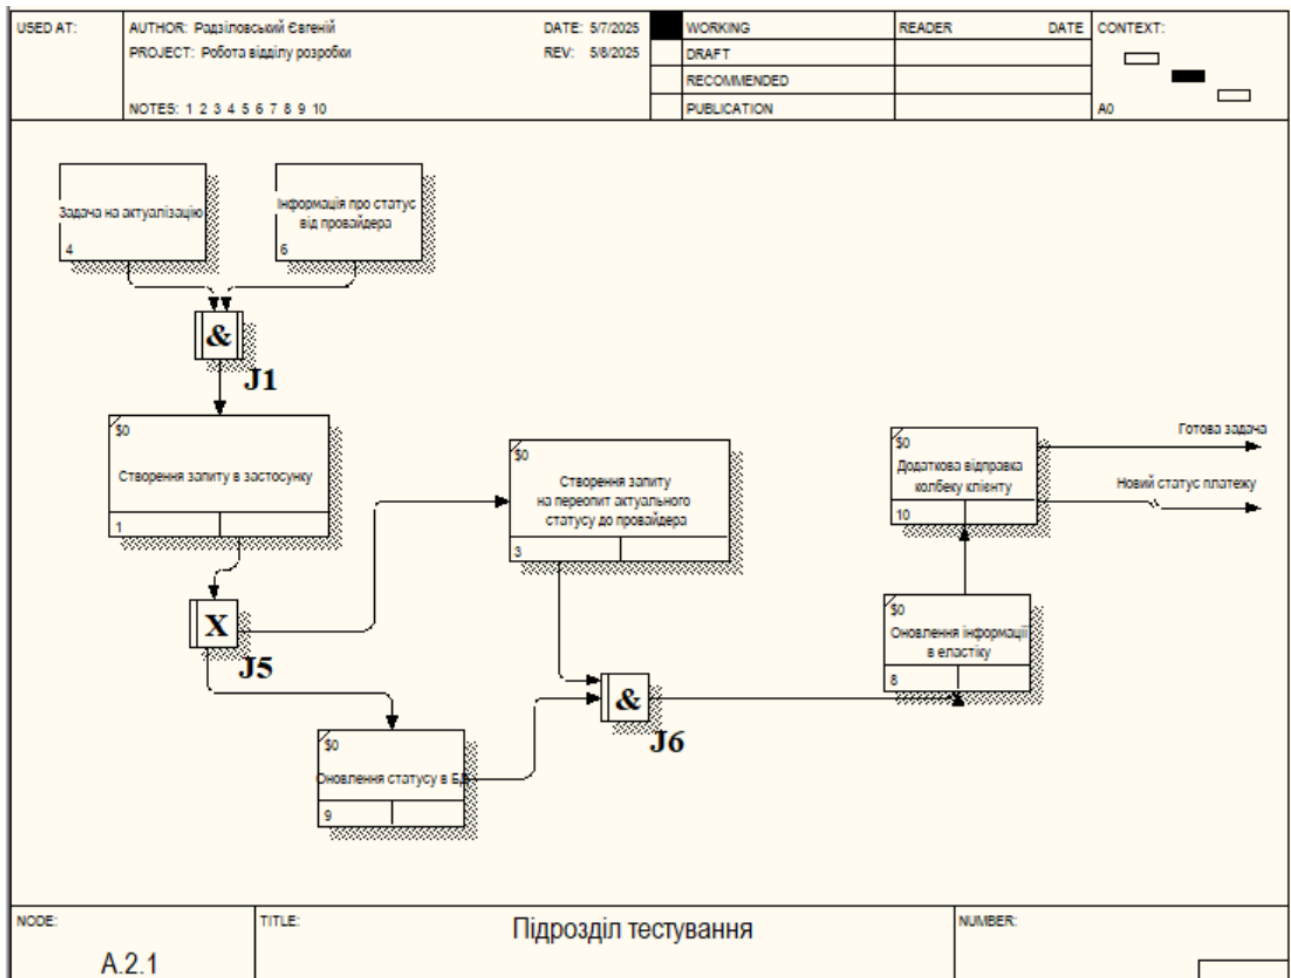 USED AT:
AUTHOR: Радзіловський Євгеній
DATE: 5/7/2025
PROJECT: Робота відділу розробки
REV: 5/8/2025
NOTES: 1 2 3 4 5 6 7 8 9 10
WORKING
DRAFT
RECOMMENDED
PUBLICATION
READER
DATE
CONTEXT:
A0
Задача на актуалізацію
4
Інформація про статус
від провайдера
6
&
J1
$0
Створення запиту в застосунку
1
$0
Створення запиту
на переопит актуального
статусу до провайдера
3
$0
Додаткова відправка
колбеку клієнту
10
Готова задача
Новий статус платежу
X
J5
$0
Оновлення інформації
в еластіку
8
&
J6
$0
Оновлення статусу в БД
9
NODE:
A.2.1
TITLE:
Підрозділ тестування
NUMBER: